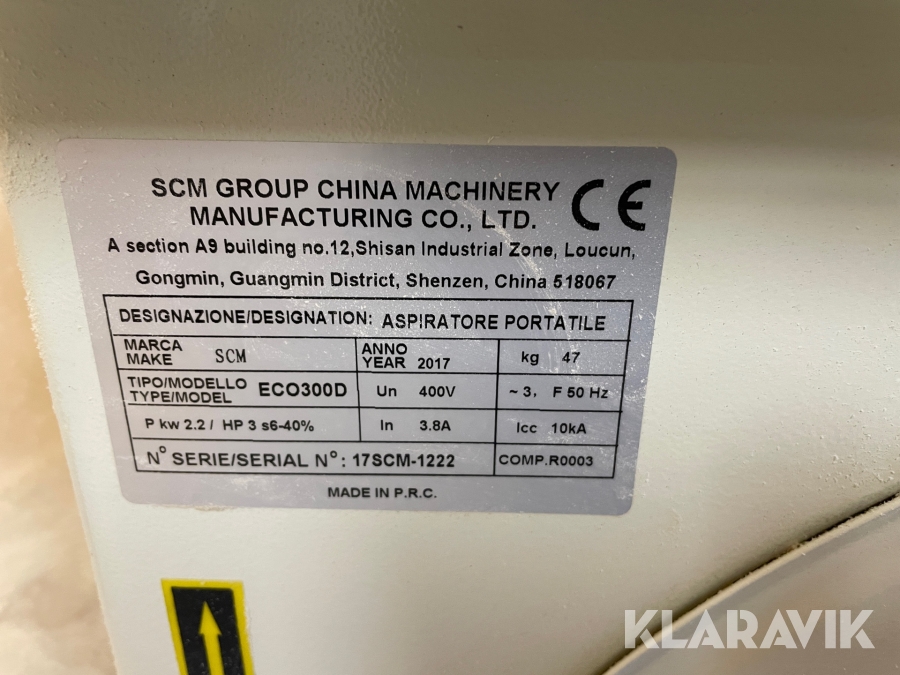 SCM GROUP CHINA MACHINERY
MANUFACTURING CO., LTD.
CE
A section A9 building no.12,Shisan Industrial Zone, Loucun,
Gongmin, Guangmin District, Shenzen, China 518067
DESIGNAZIONE/DESIGNATION: ASPIRATORE PORTATILE
MARCA
MAKE SCM
ANNO
YEAR 2017
kg 47
TIPO/MODELLO
TYPE/MODEL ECO300D
Un 400V
~ 3, F 50 Hz
P kw 2.2 / HP 3 s6-40%
In 3.8A
Icc 10kA
N° SERIE/SERIAL N°: 17SCM-1222
COMP.R0003
MADE IN P.R.C.
KLARAVIK